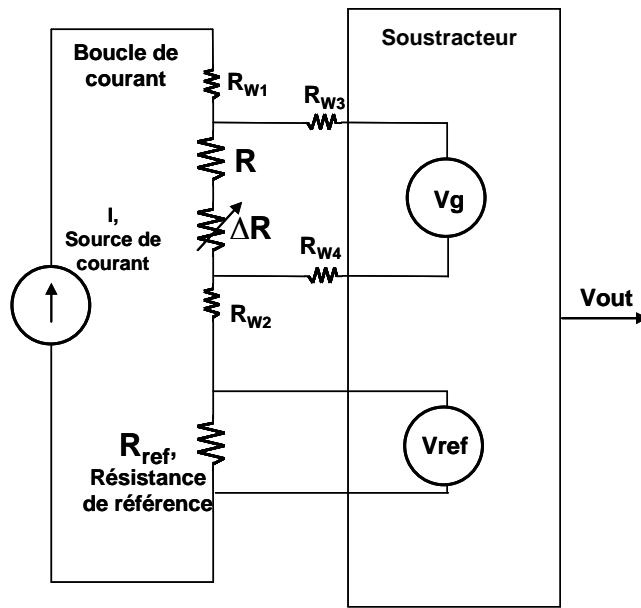 Boucle de
courant
Soustracteur
R_W1
R_W3
R
Vg
I,
Source de
courant
ΔR
R_W4
R_W2
Vout
R_ref,
Résistance
de référence
Vref